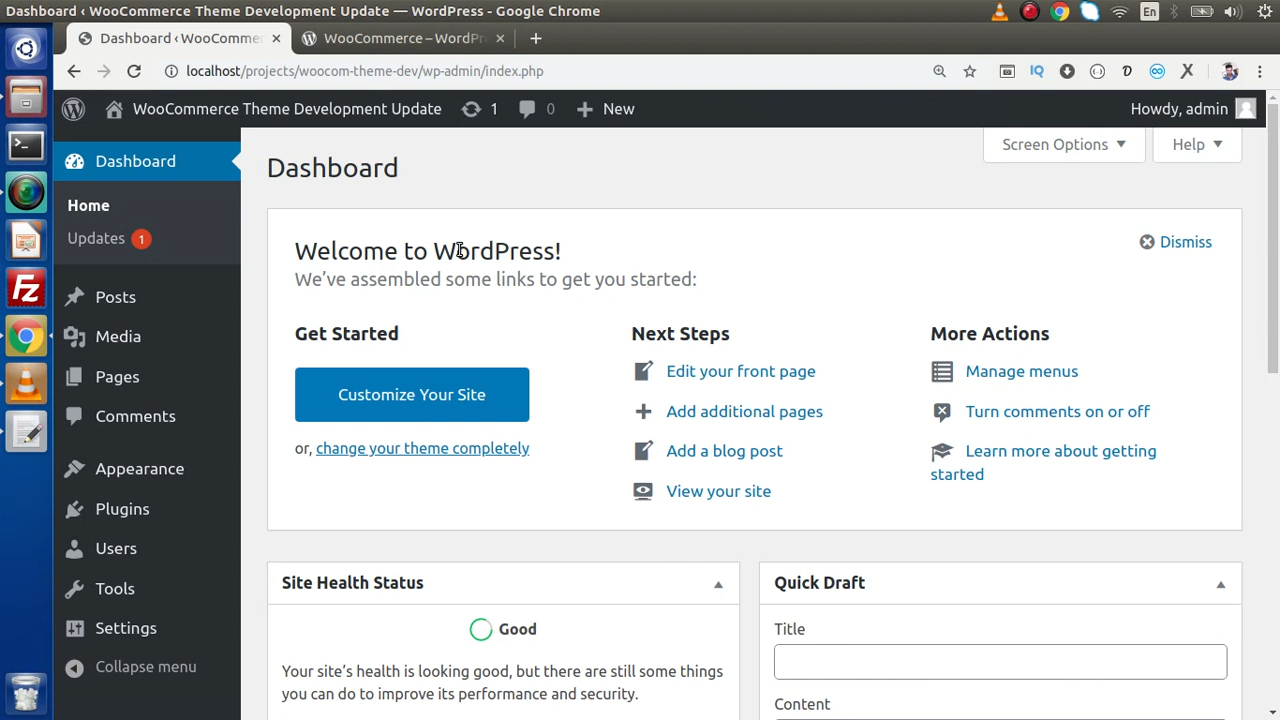 Dashboard ‹ WooCommerce Theme Development Update — WordPress - Google Chrome
En
Dashboard ‹ WooComme
WooCommerce – WordPr
localhost/projects/woocom-theme-dev/wp-admin/index.php
WooCommerce Theme Development Update 1 0 New Howdy, admin
Screen Options Help
Dashboard
Home
Updates 1
Posts
Media
Pages
Comments
Appearance
Plugins
Users
Tools
Settings
Collapse menu
Dashboard
Welcome to WordPress!
Dismiss
We’ve assembled some links to get you started:
Get Started
Customize Your Site
or, change your theme completely
Next Steps
Edit your front page
Add additional pages
Add a blog post
View your site
More Actions
Manage menus
Turn comments on or off
Learn more about getting
started
Site Health Status
Good
Your site’s health is looking good, but there are still some things
you can do to improve its performance and security.
Quick Draft
Title
Content